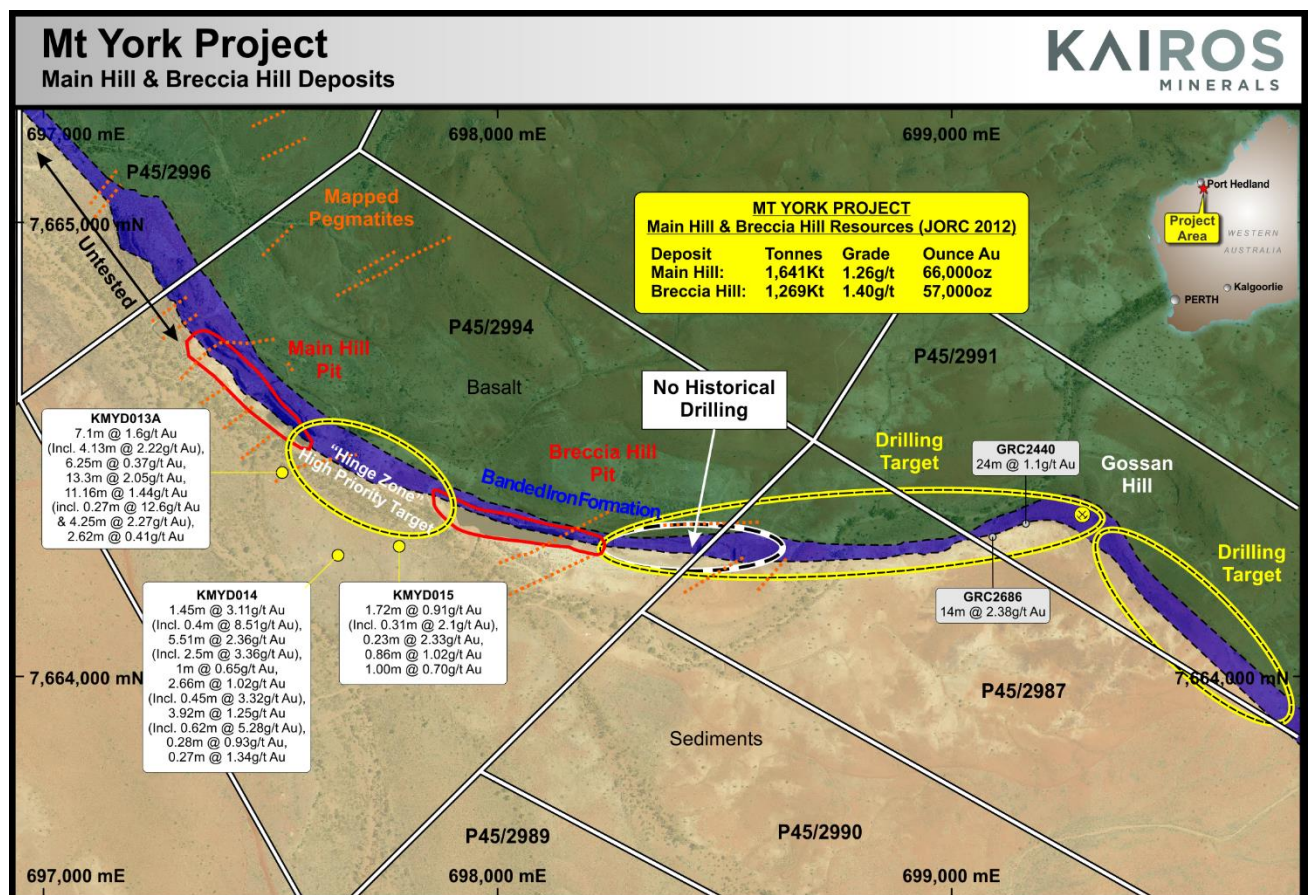 Mt York Project
Main Hill & Breccia Hill Deposits
KAIROS
MINERALS
697,000 mE
698,000 mE
699,000 mE
P45/2996
7,665,000 mN
Untested
Mapped
Pegmatites
MT YORK PROJECT
Main Hill & Breccia Hill Resources (JORC 2012)
Deposit Tonnes Grade Ounce Au
Main Hill: 1,641Kt 1.26g/t 66,000oz
Breccia Hill: 1,269Kt 1.40g/t 57,000oz
Port Hedland
Project
Area
WESTERN
AUSTRALIA
Kalgoorlie
PERTH
P45/2994
P45/2991
Main Hill
Pit
Basalt
No Historical
Drilling
KMYD013A
7.1m @ 1.6g/t Au
(Incl. 4.13m @ 2.22g/t Au),
6.25m @ 0.37g/t Au,
13.3m @ 2.05g/t Au,
11.16m @ 1.44g/t Au
(incl. 0.27m @ 12.6g/t Au
& 4.25m @ 2.27g/t Au),
2.62m @ 0.41g/t Au
"Hinge Zone"
High Priority Target
Breccia Hill
Pit
Banded Iron Formation
Drilling
Target
GRC2440
24m @ 1.1g/t Au
Gossan
Hill
Drilling
Target
KMYD014
1.45m @ 3.11g/t Au
(Incl. 0.4m @ 8.51g/t Au),
5.51m @ 2.36g/t Au
(Incl. 2.5m @ 3.36g/t Au),
1m @ 0.65g/t Au,
2.66m @ 1.02g/t Au
(Incl. 0.45m @ 3.32g/t Au)
3.92m @ 1.25g/t Au
(Incl. 0.62m @ 5.28g/t Au),
0.28m @ 0.93g/t Au,
0.27m @ 1.34g/t Au
KMYD015
1.72m @ 0.91g/t Au
(Incl. 0.31m @ 2.1g/t Au),
0.23m @ 2.33g/t Au,
0.86m @ 1.02g/t Au
1.00m @ 0.70g/t Au
GRC2686
14m @ 2.38g/t Au
7,664,000 mN
7,664,000 mN
P45/2987
Sediments
P45/2989
P45/2990
697,000 mE
698,000 mE
699,000 mE